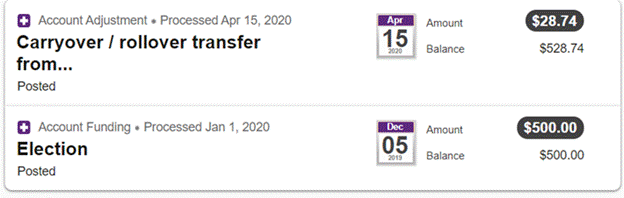 Account Adjustment • Processed Apr 15, 2020
Carryover / rollover transfer
from...
Posted
Apr
15
2020
Amount $28.74
Balance $528.74
Account Funding • Processed Jan 1, 2020
Election
Posted
Dec
05
2019
Amount $500.00
Balance $500.00